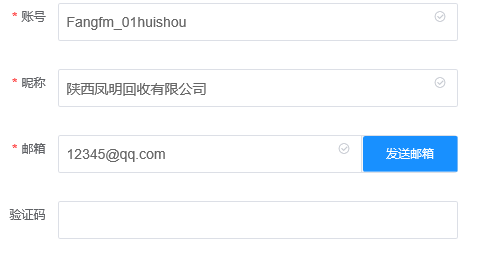 * 账号
Fangfm_01huishou
* 昵称
陕西凤明回收有限公司
* 邮箱
12345@qq.com
发送邮箱
验证码